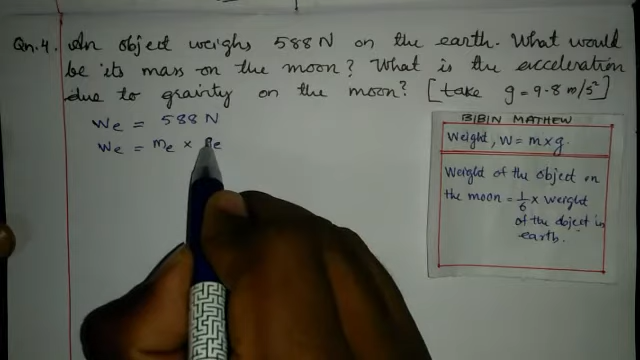 Qn.4. An object weighs 588 N on the earth. What would
be its mass on the moon? What is the acceleration
due to gravity on the moon? [take g = 9.8 m/s²]
We = 588 N
We = me × ge
BIBIN MATHEW
Weight, W = m×g.
Weight of the object on
the moon = 1/6 × weight
of the object in
earth.